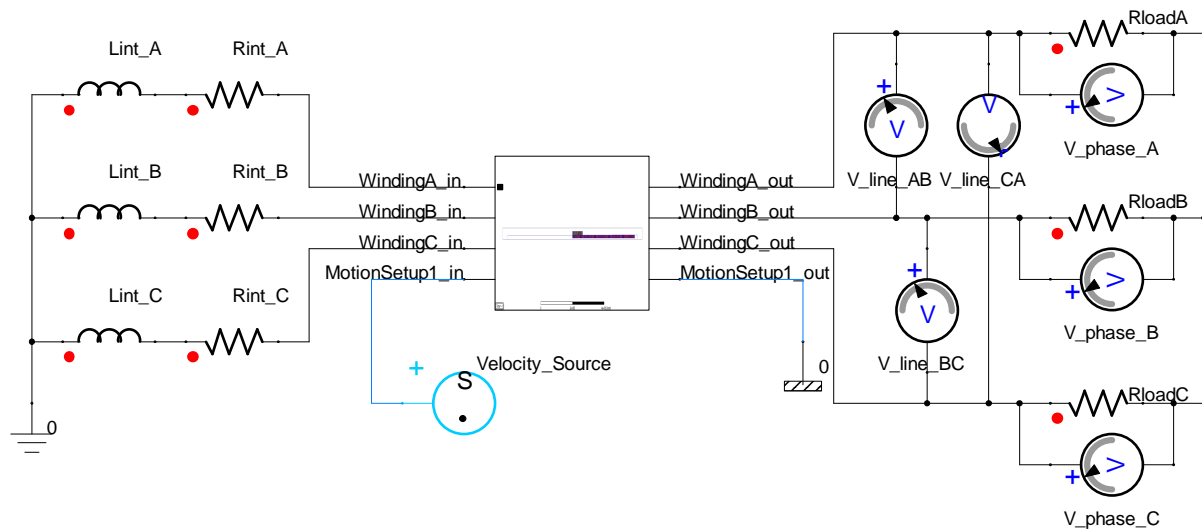 Lint_A
Rint_A
Lint_B
Rint_B
Lint_C
Rint_C
0
WindingA_in
WindingB_in
WindingC_in
MotionSetup1_in
WindingA_out
WindingB_out
WindingC_out
MotionSetup1_out
+
S
Velocity_Source
0
+
V
V_line_AB
V
+
V_line_CA
+
V
V_line_BC
RloadA
+
V
V_phase_A
RloadB
+
V
V_phase_B
RloadC
+
V
V_phase_C